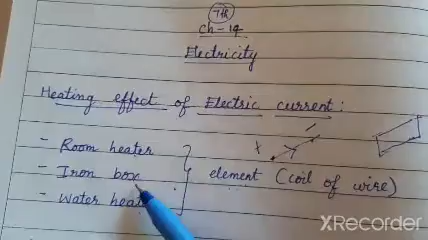 7th
Ch - 14
Electricity
Heating effect of Electric current :
- Room heater
- Iron box
- Water heat
element (coil of wire)
XRecorder